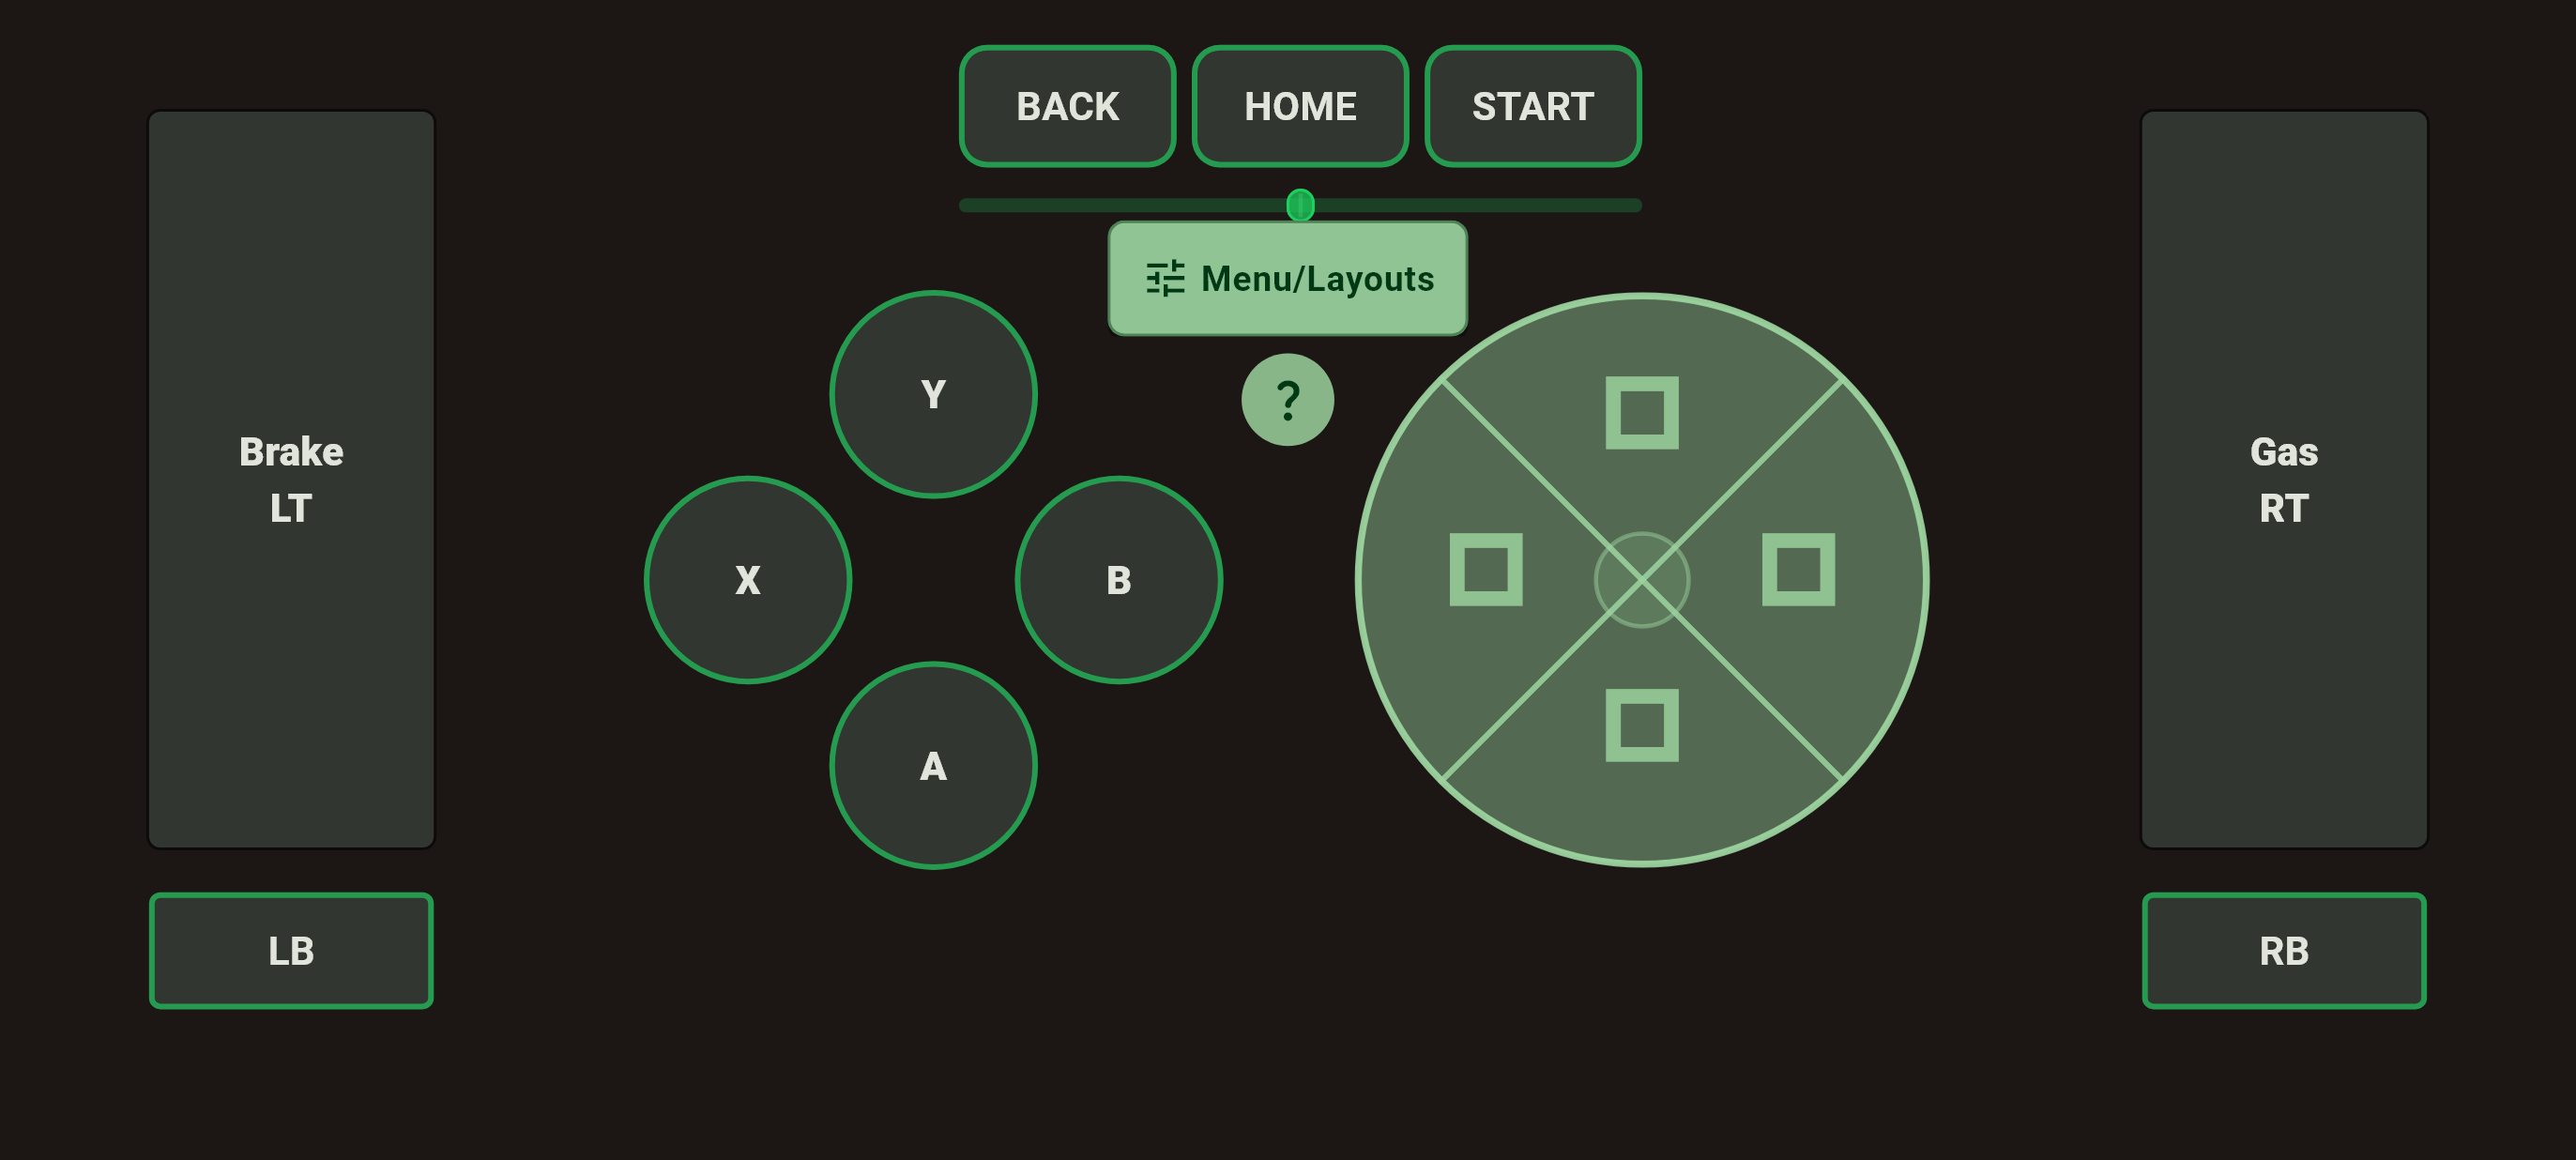 BACK
HOME
START
Menu/Layouts
?
Brake
LT
Y
X
B
A
Gas
RT
LB
RB